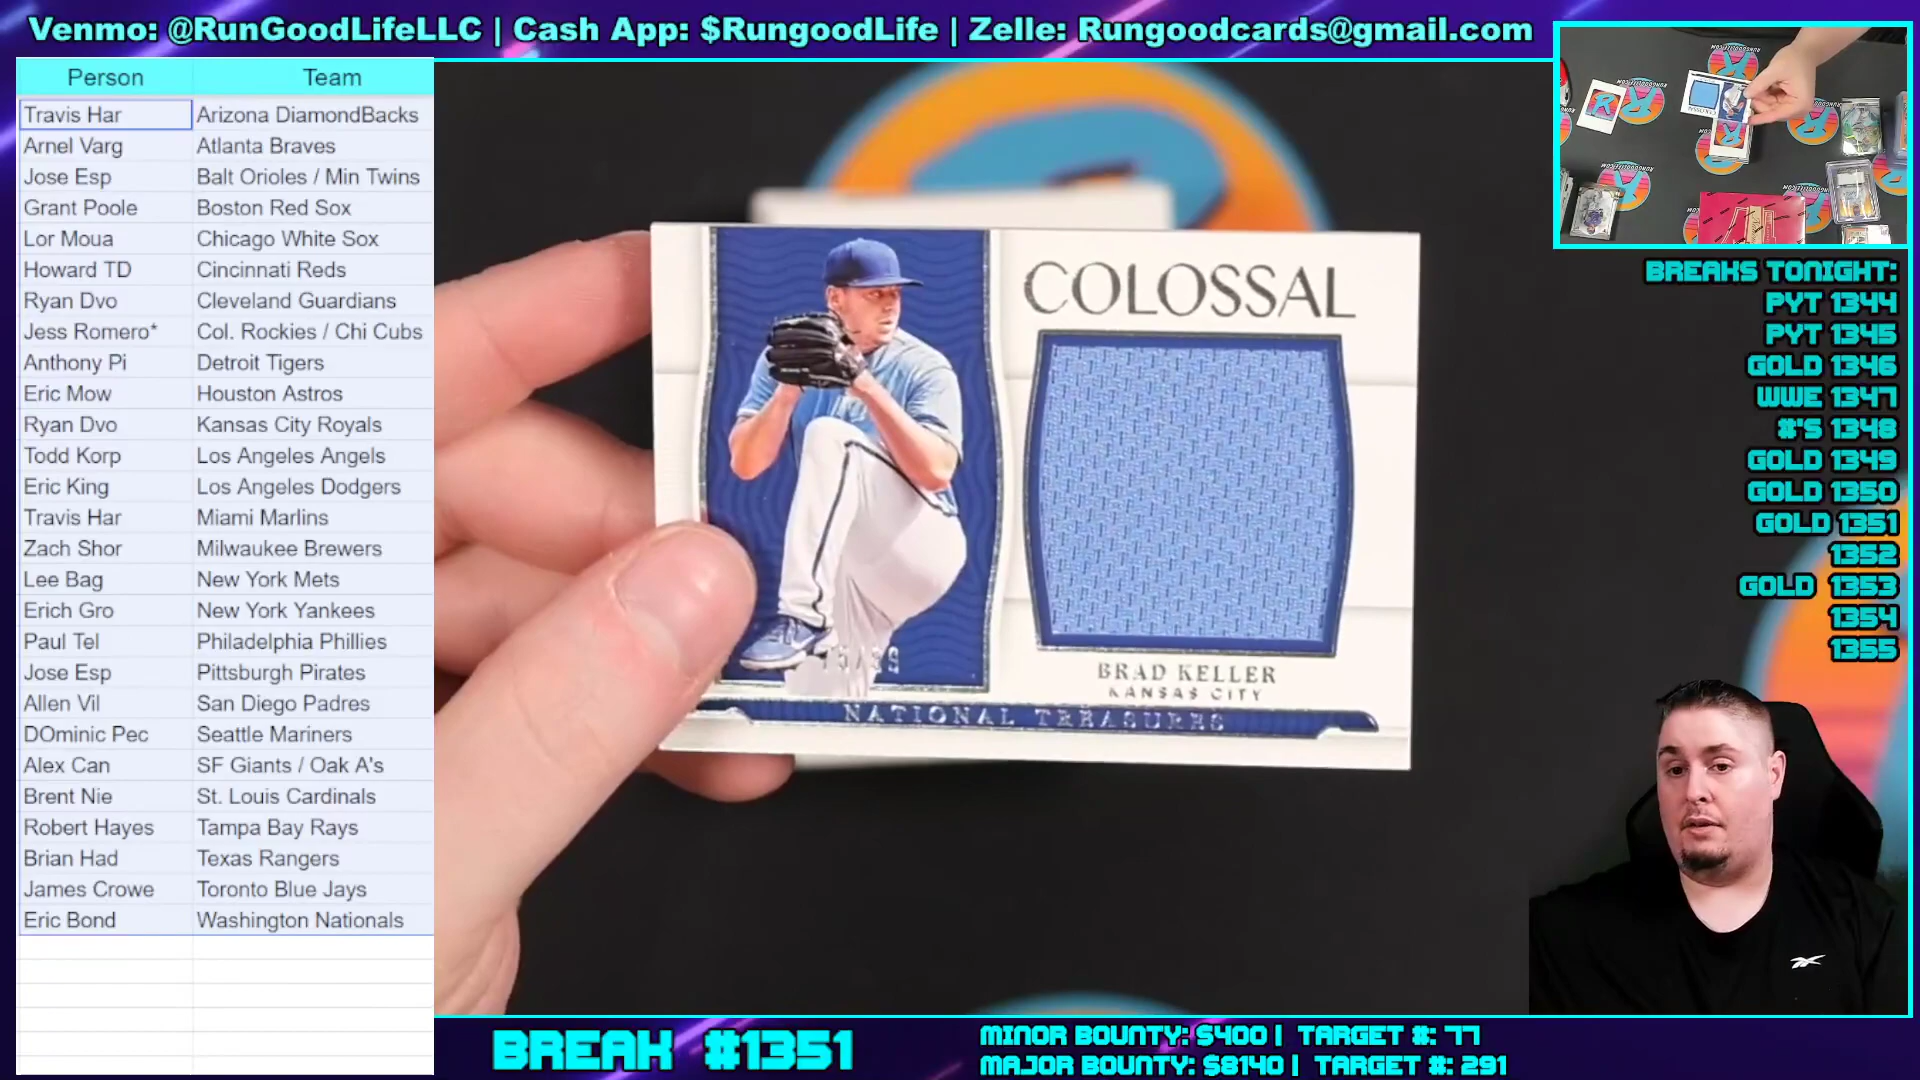 Venmo: @RunGoodLifeLLC | Cash App: $RungoodLife | Zelle: Rungoodcards@gmail.com
Person Team
Travis Har Arizona DiamondBacks
Arnel Varg Atlanta Braves
Jose Esp Balt Orioles / Min Twins
Grant Poole Boston Red Sox
Lor Moua Chicago White Sox
Howard TD Cincinnati Reds
Ryan Dvo Cleveland Guardians
Jess Romero* Col. Rockies / Chi Cubs
Anthony Pi Detroit Tigers
Eric Mow Houston Astros
Ryan Dvo Kansas City Royals
Todd Korp Los Angeles Angels
Eric King Los Angeles Dodgers
Travis Har Miami Marlins
Zach Shor Milwaukee Brewers
Lee Bag New York Mets
Erich Gro New York Yankees
Paul Tel Philadelphia Phillies
Jose Esp Pittsburgh Pirates
Allen Vil San Diego Padres
DOminic Pec Seattle Mariners
Alex Can SF Giants / Oak A's
Brent Nie St. Louis Cardinals
Robert Hayes Tampa Bay Rays
Brian Had Texas Rangers
James Crowe Toronto Blue Jays
Eric Bond Washington Nationals
COLOSSAL
BRAD KELLER
KANSAS CITY
NATIONAL TREASURES
BREAKS TONIGHT:
PYT 1344
PYT 1345
GOLD 1346
WWE 1347
#'S 1348
GOLD 1349
GOLD 1350
GOLD 1351
1352
GOLD 1353
1354
1355
BREAK #1351
MINOR BOUNTY: $400 | TARGET #: 77
MAJOR BOUNTY: $8140 | TARGET #: 291